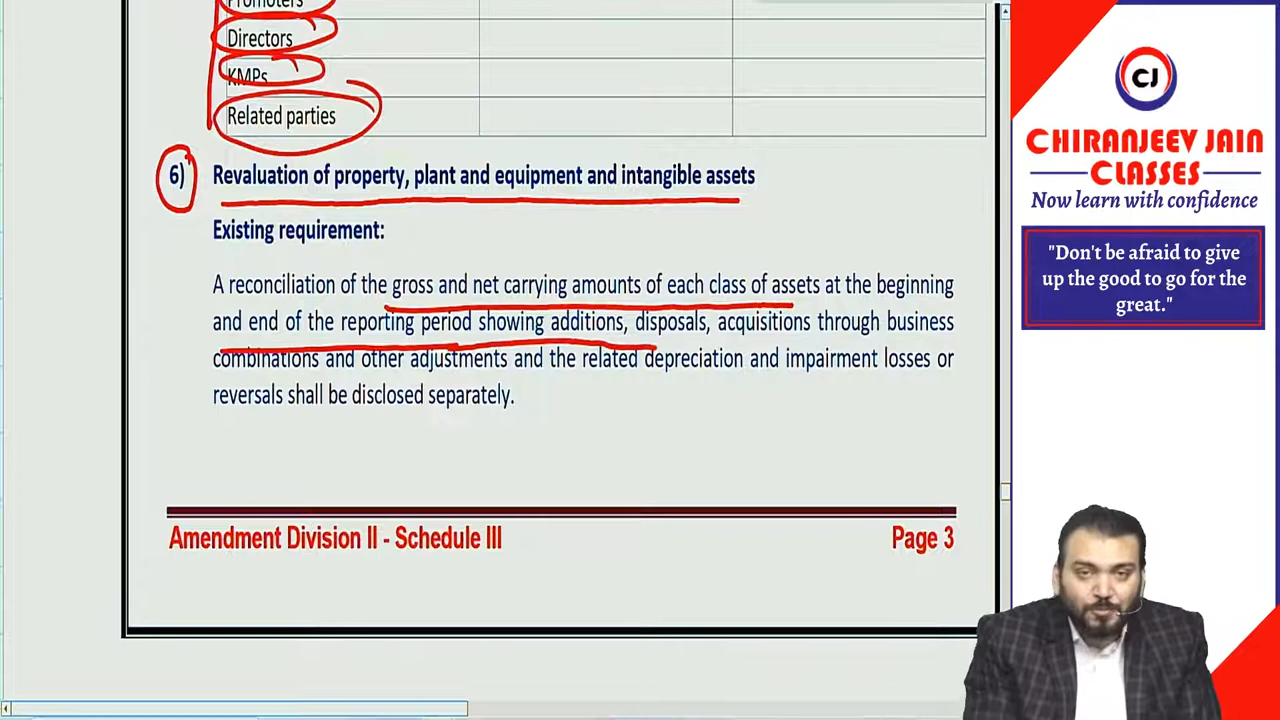 Promoters
Directors
KMPs
Related parties
6) Revaluation of property, plant and equipment and intangible assets
Existing requirement:
A reconciliation of the gross and net carrying amounts of each class of assets at the beginning
and end of the reporting period showing additions, disposals, acquisitions through business
combinations and other adjustments and the related depreciation and impairment losses or
reversals shall be disclosed separately.
Amendment Division II - Schedule III
Page 3
CJ
CHIRANJEEV JAIN
CLASSES
Now learn with confidence
"Don't be afraid to give
up the good to go for the
great."